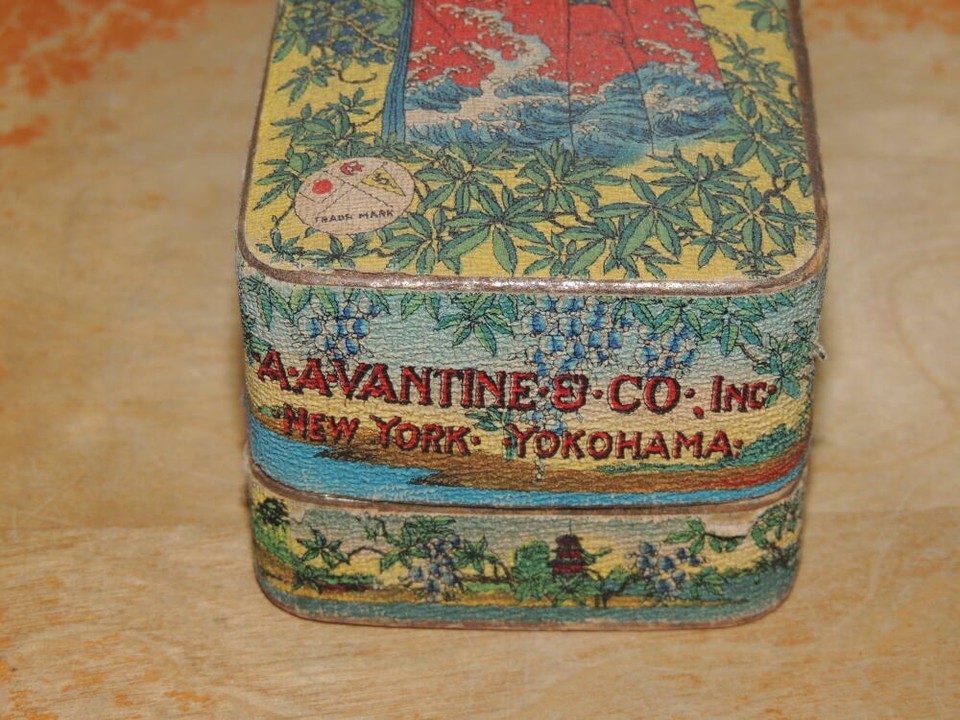 TRADE MARK
A·A·VANTINE·&·CO·, INC·
NEW YORK· YOKOHAMA·